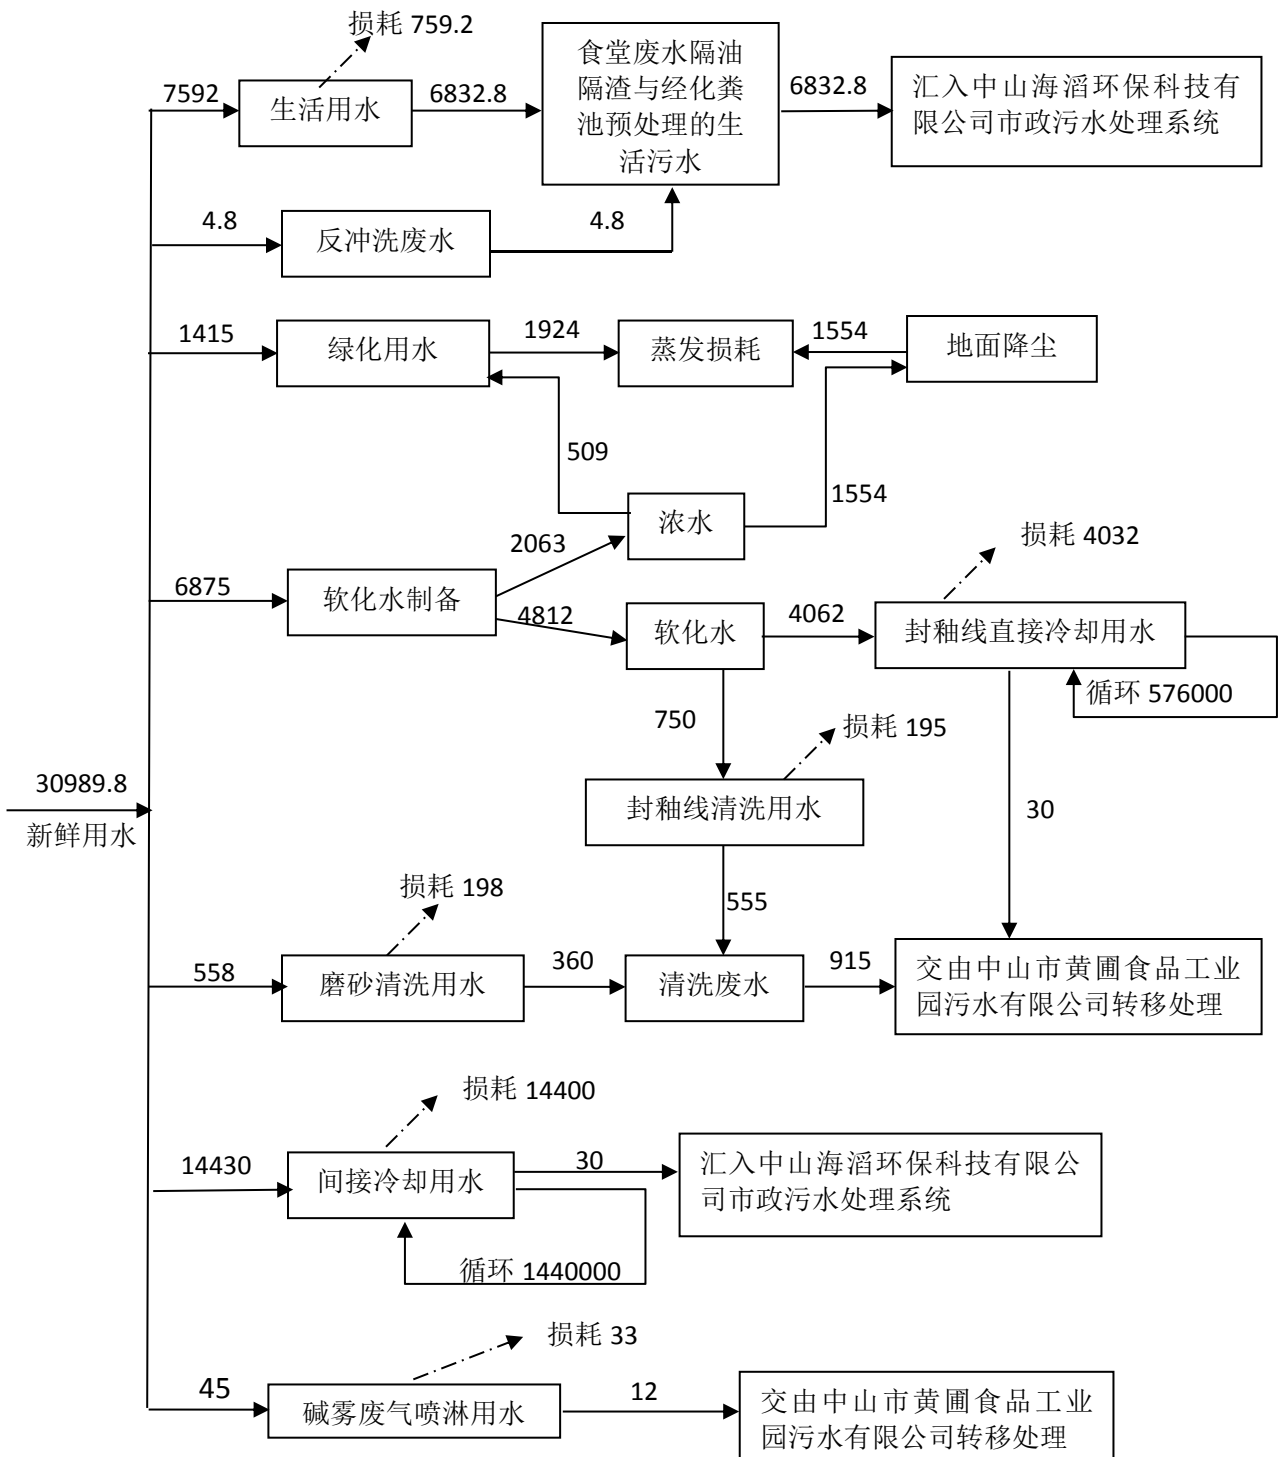 损耗 759.2
7592
生活用水
6832.8
食堂废水隔油
隔渣与经化粪
池预处理的生
活污水
6832.8
汇入中山海滔环保科技有
限公司市政污水处理系统
4.8
反冲洗废水
4.8
1415
绿化用水
1924
蒸发损耗
1554
地面降尘
509
1554
浓水
2063
损耗 4032
6875
软化水制备
4812
软化水
4062
封釉线直接冷却用水
循环 576000
750
损耗 195
30989.8
新鲜用水
封釉线清洗用水
30
损耗 198
555
558
磨砂清洗用水
360
清洗废水
915
交由中山市黄圃食品工业
园污水有限公司转移处理
损耗 14400
14430
间接冷却用水
30
汇入中山海滔环保科技有限公
司市政污水处理系统
循环 1440000
损耗 33
45
碱雾废气喷淋用水
12
交由中山市黄圃食品工业
园污水有限公司转移处理